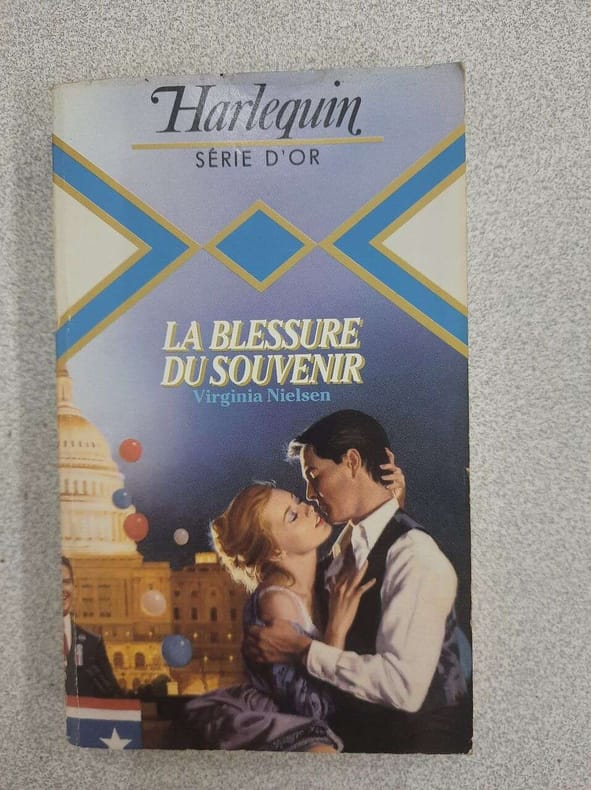 Harlequin
SÉRIE D'OR
LA BLESSURE
DU SOUVENIR
Virginia Nielsen